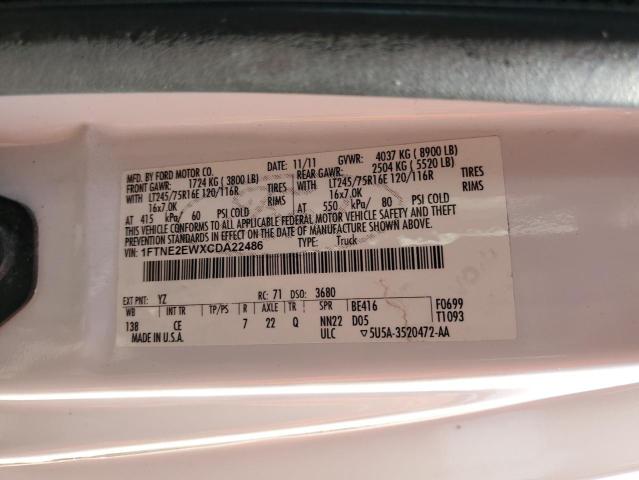 MFD. BY FORD MOTOR CO.
DATE: 11/11 GVWR: 4037 KG ( 8900 LB)
FRONT GAWR: 1724 KG ( 3800 LB) REAR GAWR: 2504 KG ( 5520 LB)
WITH LT245/75R16E 120/116R TIRES WITH LT245/75R16E 120/116R TIRES
16x7.0K RIMS 16x7.0K RIMS
AT 415 kPa/ 60 PSI COLD AT 550 kPa/ 80 PSI COLD
THIS VEHICLE CONFORMS TO ALL APPLICABLE FEDERAL MOTOR VEHICLE SAFETY AND THEFT
PREVENTION STANDARDS IN EFFECT ON THE DATE OF MANUFACTURE SHOWN ABOVE.
VIN: 1FTNE2EWXCDA22486
TYPE: Truck
EXT PNT: YZ RC: 71 DSO: 3680
WB INT TR TP/PS R AXLE TR SPR BE416 F0699
138 CE 7 22 Q NN22 D05 T1093
MADE IN U.S.A. ULC ▽5U5A-3520472-AA